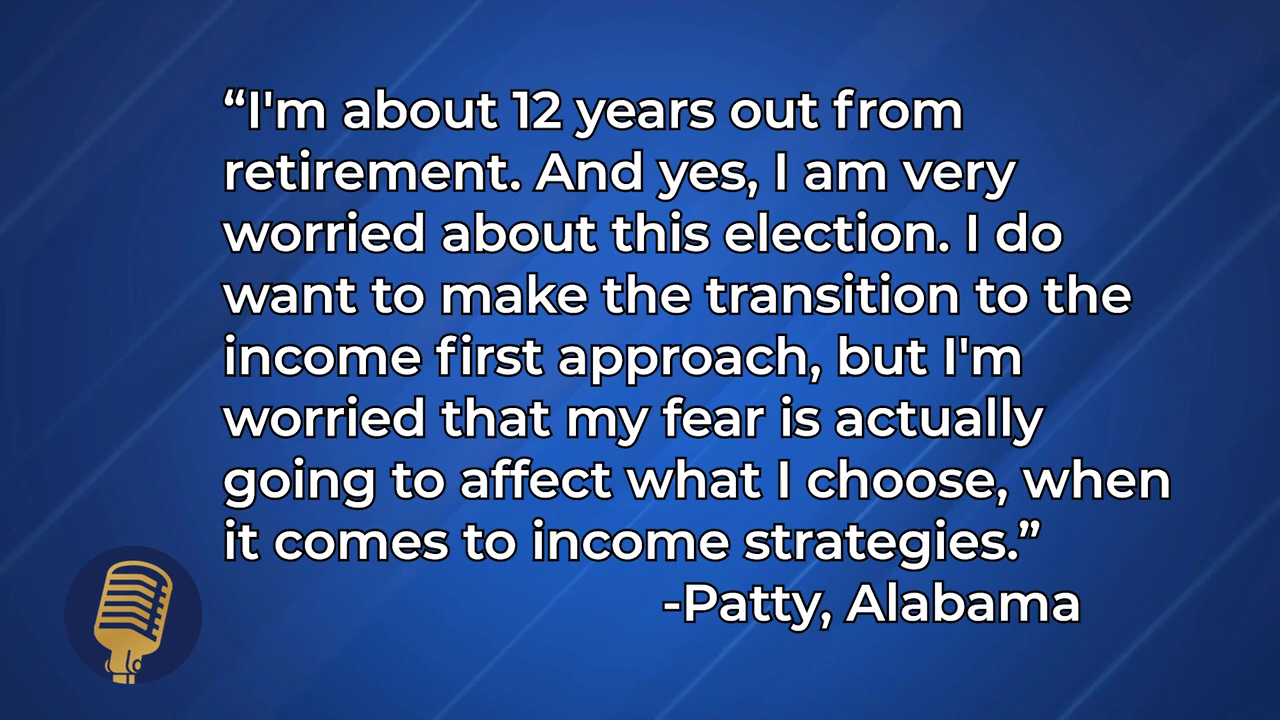 “I'm about 12 years out from
retirement. And yes, I am very
worried about this election. I do
want to make the transition to the
income first approach, but I'm
worried that my fear is actually
going to affect what I choose, when
it comes to income strategies.”
-Patty, Alabama